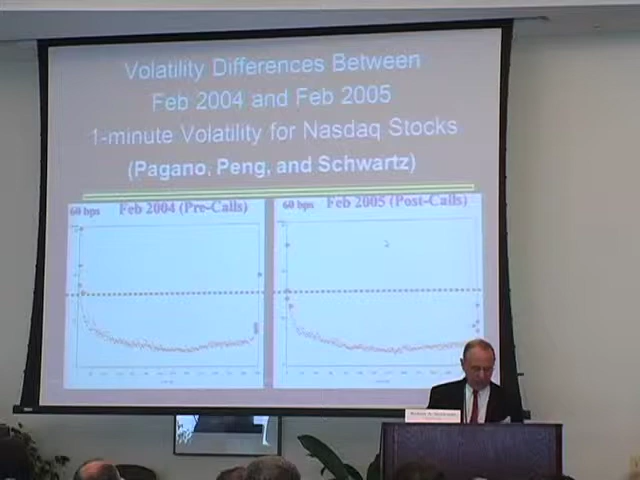 Volatility Differences Between
Feb 2004 and Feb 2005
1-minute Volatility for Nasdaq Stocks
(Pagano, Peng, and Schwartz)
60 bps Feb 2004 (Pre-Calls)
60 bps Feb 2005 (Post-Calls)